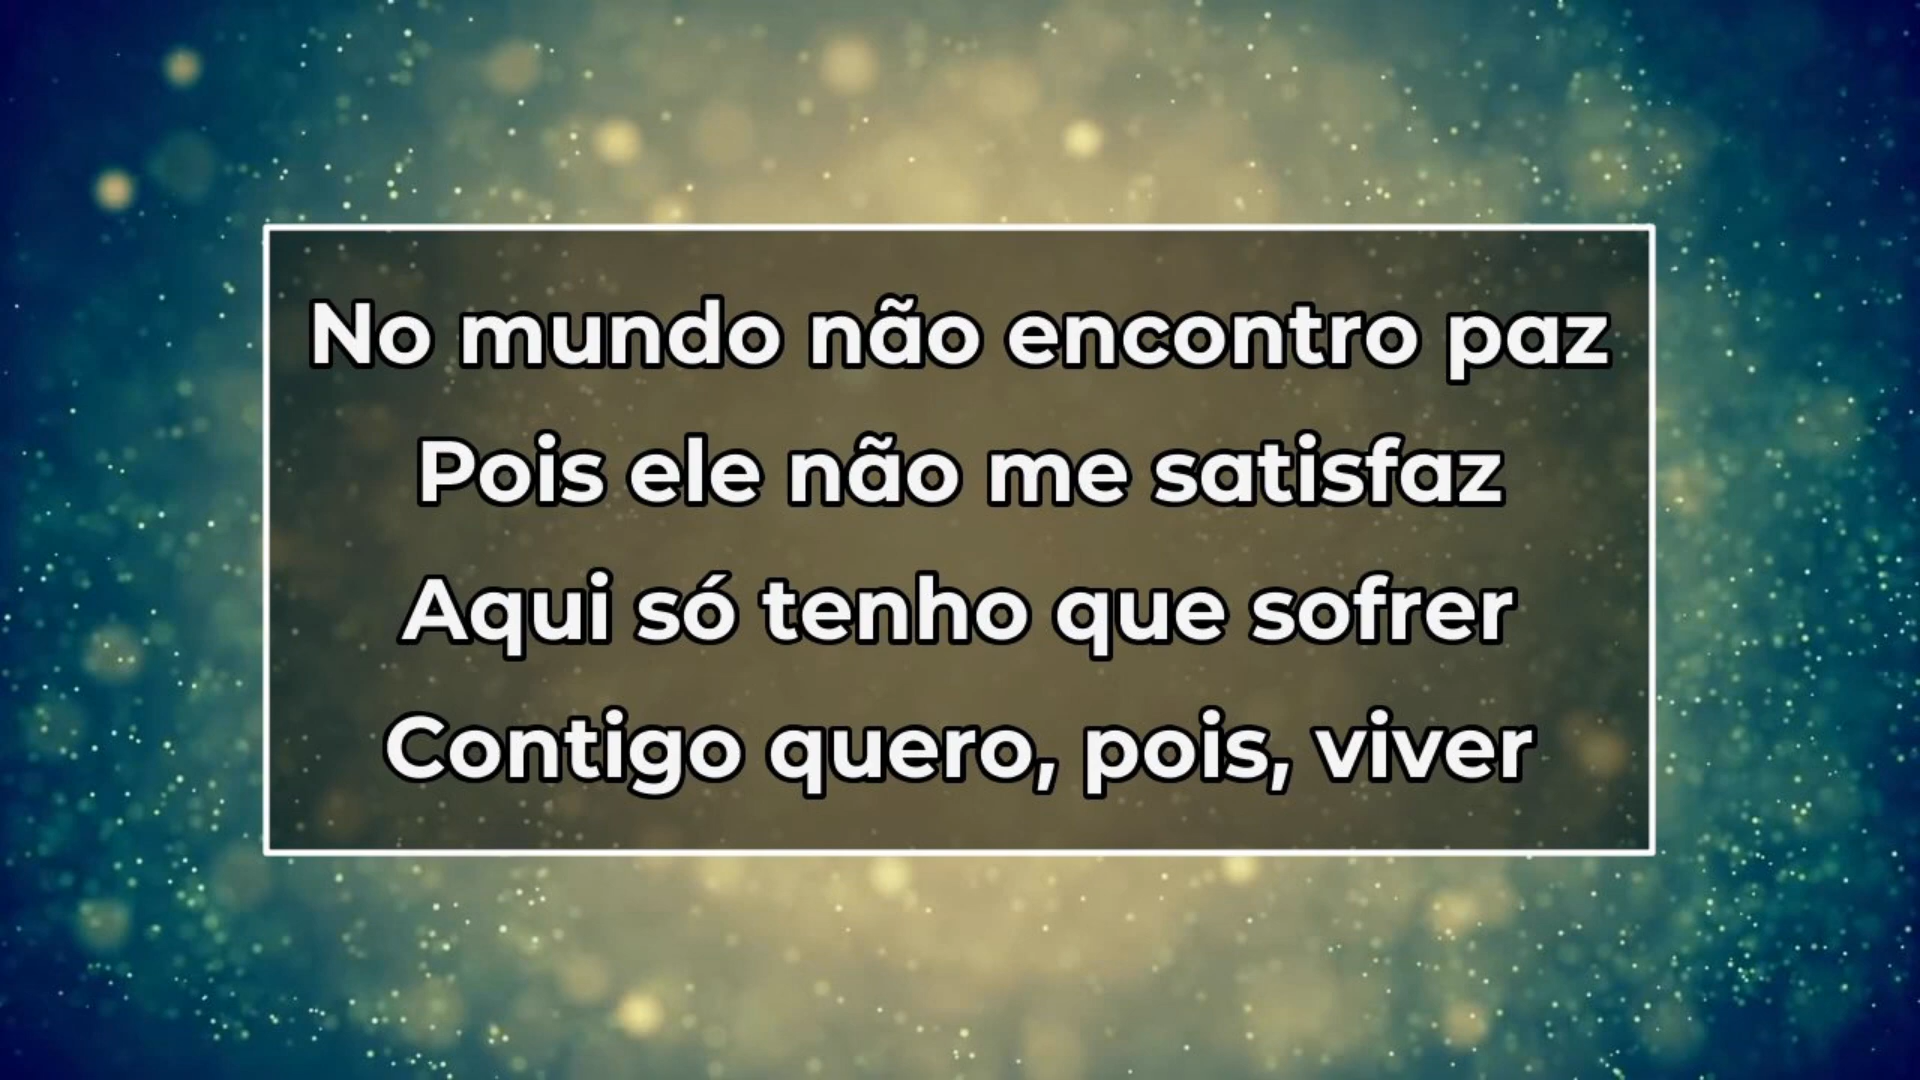 No mundo não encontro paz
Pois ele não me satisfaz
Aqui só tenho que sofrer
Contigo quero, pois, viver